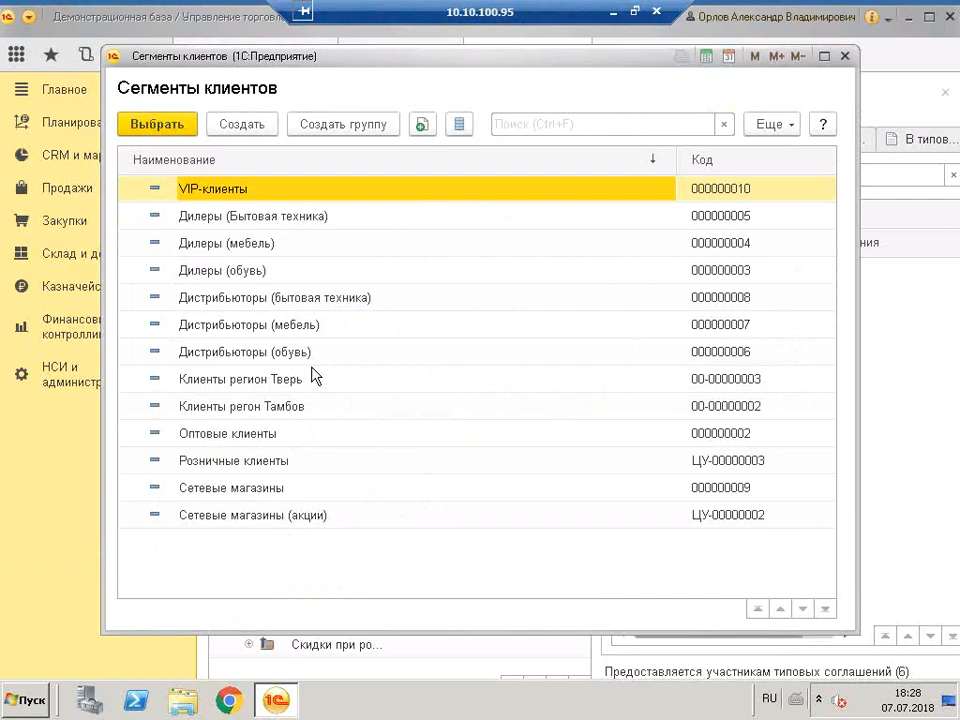 Демонстрационная база / Управление торговл
10.10.100.95
Орлов Александр Владимирович
Сегменты клиентов (1С:Предприятие)
M M+ M-
Сегменты клиентов
Выбрать Создать Создать группу Поиск (Ctrl+F) × Еще ?
Главное
Планирова
CRM и мар
Продажи
Закупки
Склад и до
Казначейс
Финансовы
контролли
НСИ и
администр
В типов...
ния
Наименование ↓ Код
VIP-клиенты 000000010
Дилеры (Бытовая техника) 000000005
Дилеры (мебель) 000000004
Дилеры (обувь) 000000003
Дистрибьюторы (бытовая техника) 000000008
Дистрибьюторы (мебель) 000000007
Дистрибьюторы (обувь) 000000006
Клиенты регион Тверь 00-00000003
Клиенты регон Тамбов 00-00000002
Оптовые клиенты 000000002
Розничные клиенты ЦУ-00000003
Сетевые магазины 000000009
Сетевые магазины (акции) ЦУ-00000002
Скидки при ро...
Предоставляется участникам типовых соглашений (6)
Пуск
RU
18:28
07.07.2018